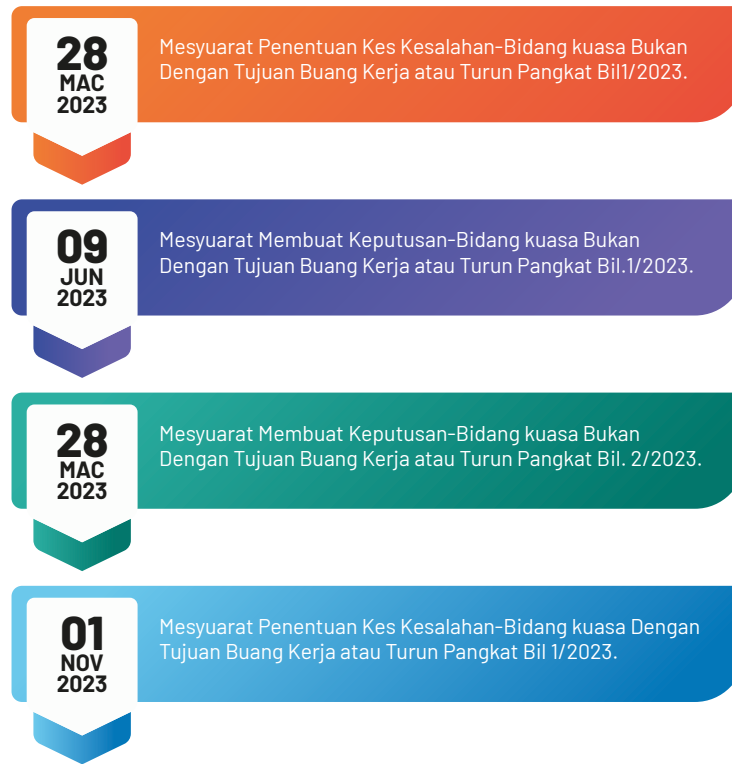 28
MAC
2023
Mesyuarat Penentuan Kes Kesalahan-Bidang kuasa Bukan
Dengan Tujuan Buang Kerja atau Turun Pangkat Bil1/2023.
09
JUN
2023
Mesyuarat Membuat Keputusan-Bidang kuasa Bukan
Dengan Tujuan Buang Kerja atau Turun Pangkat Bil.1/2023.
28
MAC
2023
Mesyuarat Membuat Keputusan-Bidang kuasa Bukan
Dengan Tujuan Buang Kerja atau Turun Pangkat Bil. 2/2023.
01
NOV
2023
Mesyuarat Penentuan Kes Kesalahan-Bidang kuasa Dengan
Tujuan Buang Kerja atau Turun Pangkat Bil 1/2023.